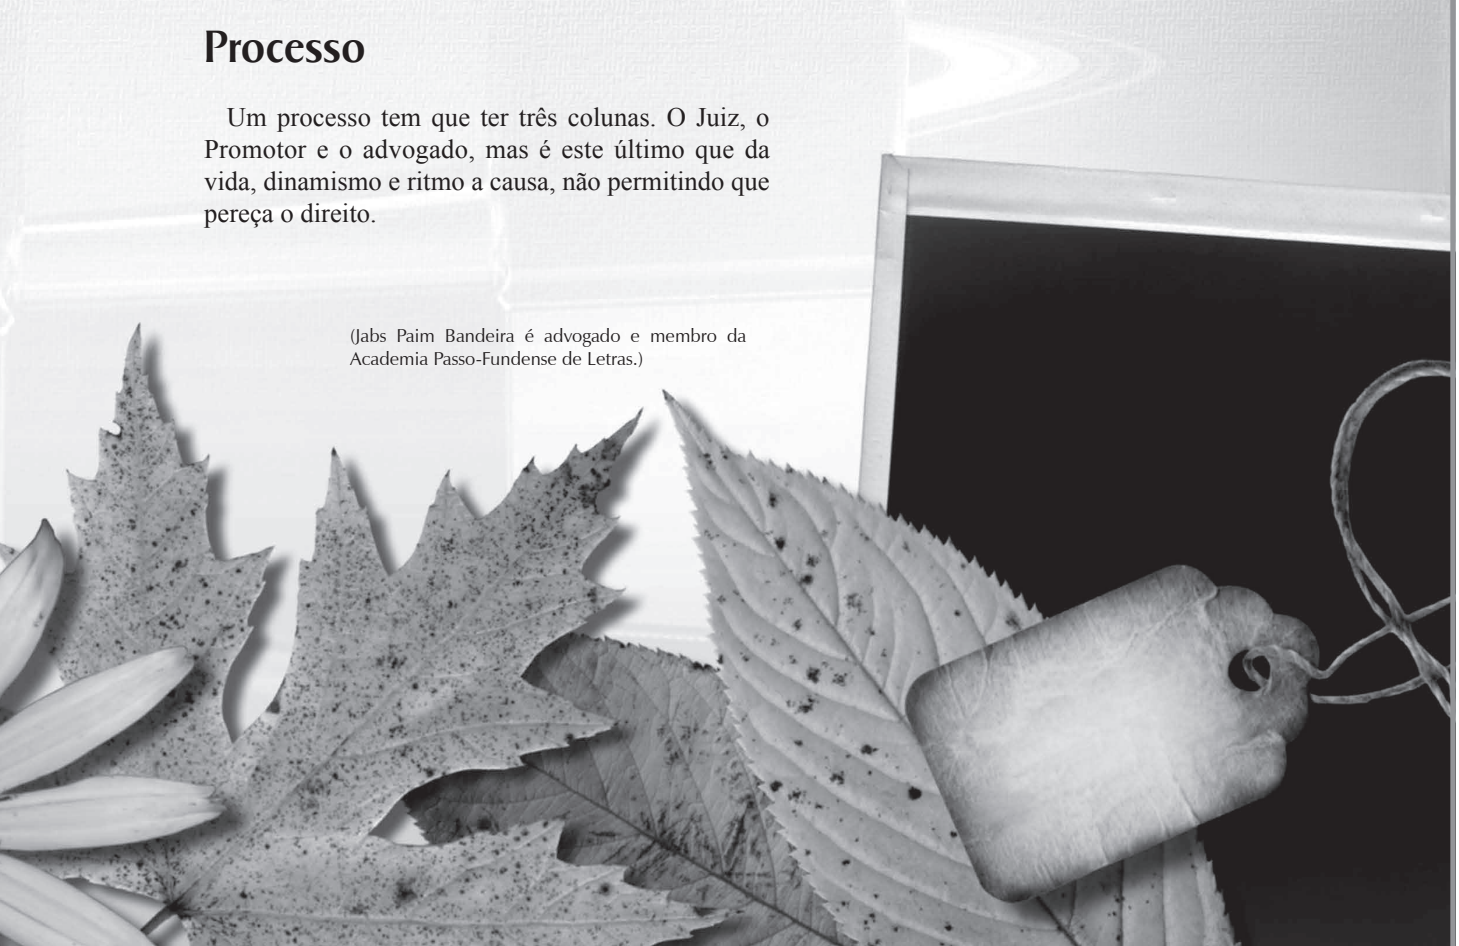 Processo
Um processo tem que ter três colunas. O Juiz, o
Promotor e o advogado, mas é este último que da
vida, dinamismo e ritmo a causa, não permitindo que
pereça o direito.
(Jabs Paim Bandeira é advogado e membro da
Academia Passo-Fundense de Letras.)